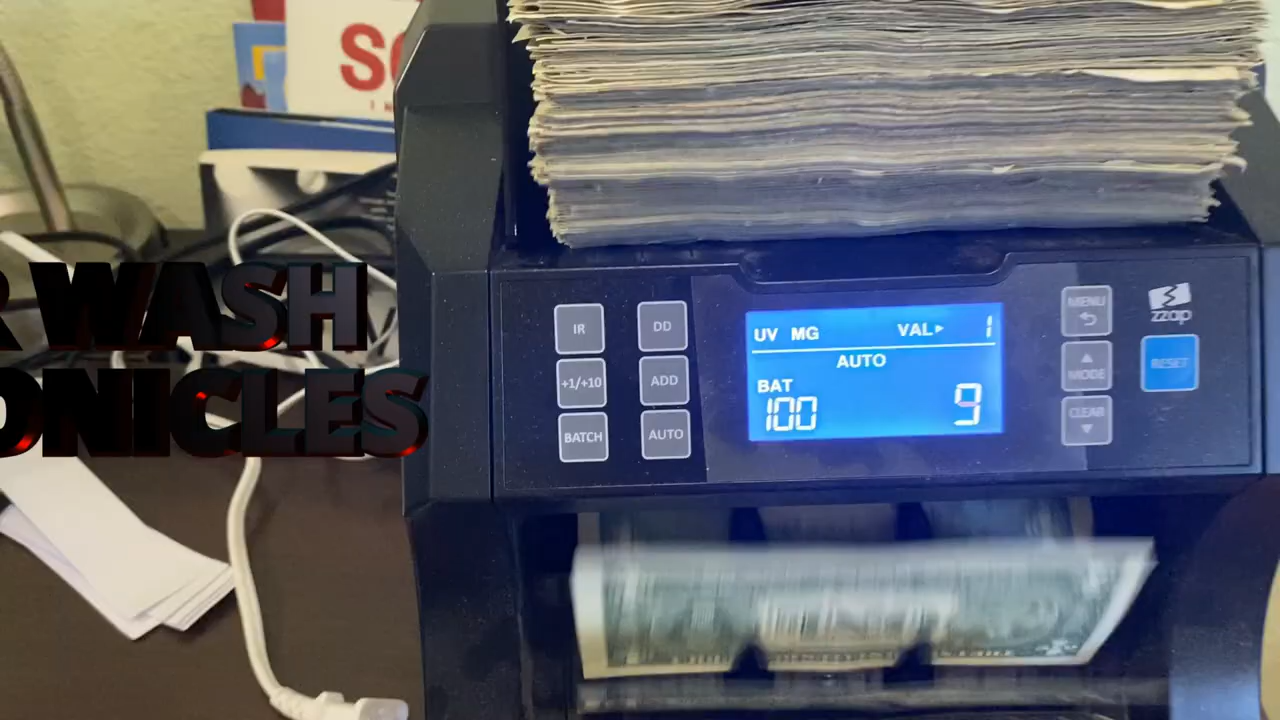 R WASH
ONICLES
IR
DD
+1/+10
ADD
BATCH
AUTO
UV MG VAL▸ 1
AUTO
BAT
100 9
MENU
MODE
CLEAR
zzap
RESET